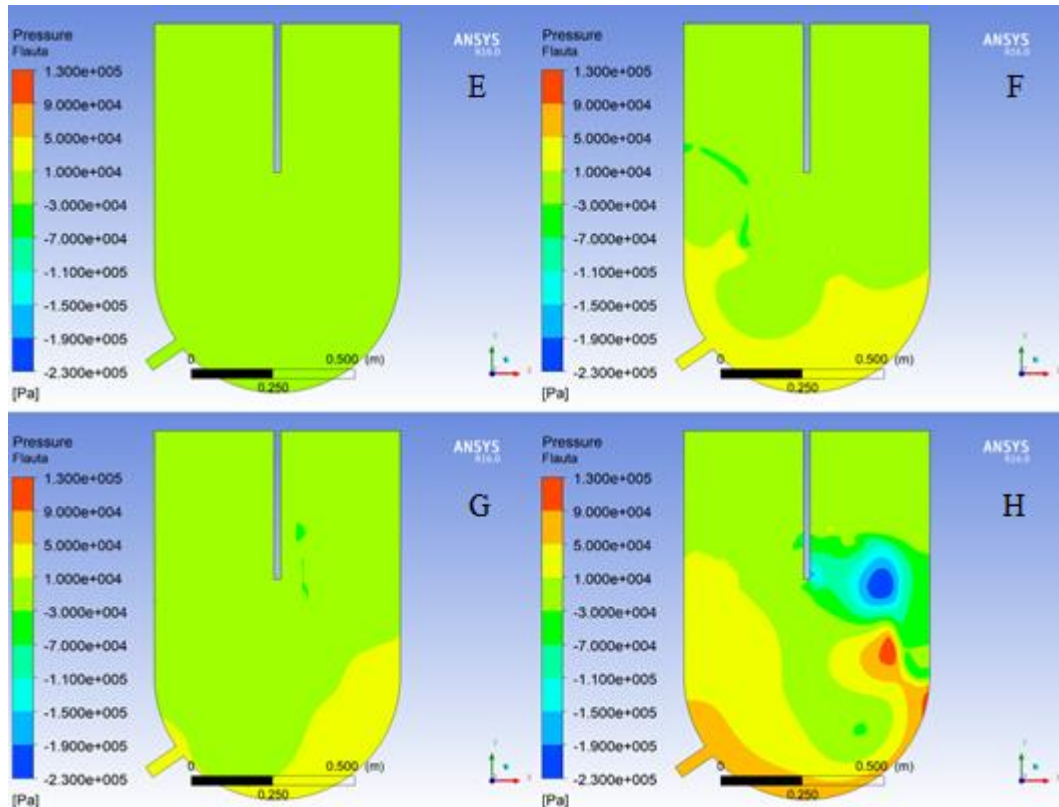 Pressure
Flauta
1.300e+005
9.000e+004
5.000e+004
1.000e+004
-3.000e+004
-7.000e+004
-1.100e+005
-1.500e+005
-1.900e+005
-2.300e+005
[Pa]
ANSYS
R16.0
E
0
0.500 (m)
0.250
Pressure
Flauta
1.300e+005
9.000e+004
5.000e+004
1.000e+004
-3.000e+004
-7.000e+004
-1.100e+005
-1.500e+005
-1.900e+005
-2.300e+005
[Pa]
ANSYS
R16.0
F
0
0.500 (m)
0.250
Pressure
Flauta
1.300e+005
9.000e+004
5.000e+004
1.000e+004
-3.000e+004
-7.000e+004
-1.100e+005
-1.500e+005
-1.900e+005
-2.300e+005
[Pa]
ANSYS
R16.0
G
0
0.500 (m)
0.250
Pressure
Flauta
1.300e+005
9.000e+004
5.000e+004
1.000e+004
-3.000e+004
-7.000e+004
-1.100e+005
-1.500e+005
-1.900e+005
-2.300e+005
[Pa]
ANSYS
R16.0
H
0
0.500 (m)
0.250